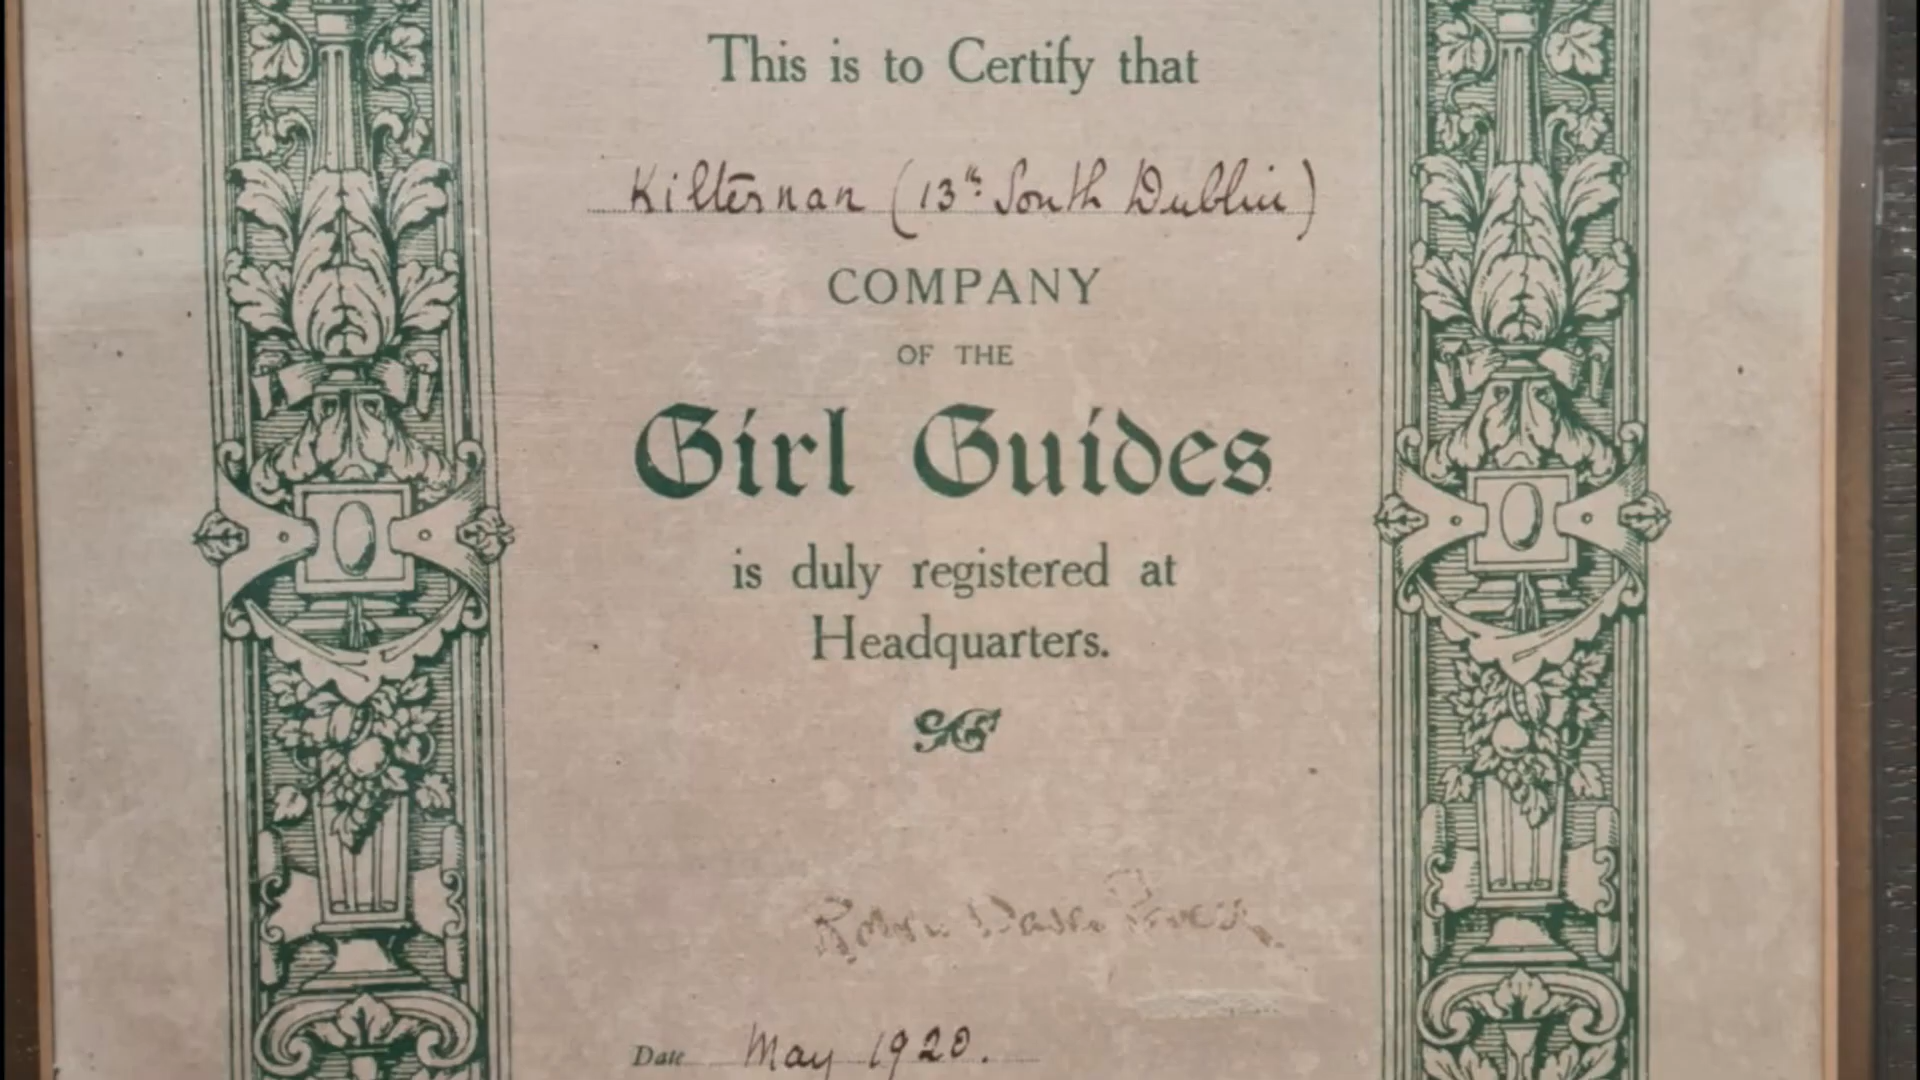 This is to Certify that
Kilternan (13th South Dublin)
COMPANY
OF THE
Girl Guides
is duly registered at
Headquarters.
Date May 1920.